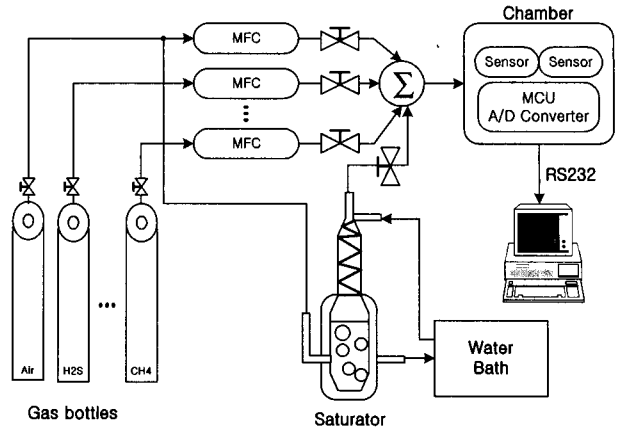 Chamber
MFC
Sensor Sensor
MFC
Σ
MCU
A/D Converter
MFC
RS232
Air
H2S
CH4
Water
Bath
Gas bottles
Saturator